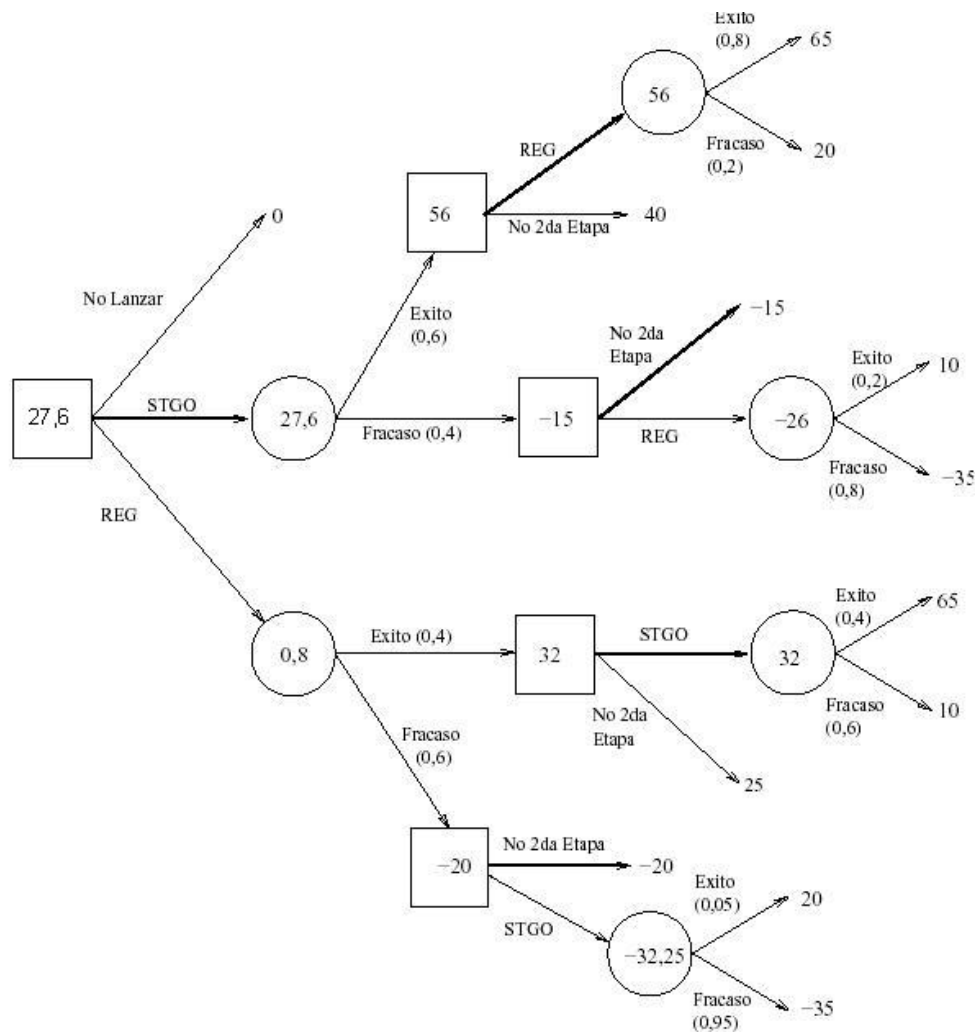 Exito
(0,8)
65
56
Fracaso
(0,2)
20
REG
56
No 2da Etapa
40
0
No Lanzar
Exito
(0,6)
No 2da
Etapa
−15
27,6
STGO
27,6
Fracaso (0,4)
−15
REG
−26
Exito
(0,2)
10
Fracaso
(0,8)
−35
REG
0,8
Exito (0,4)
32
STGO
32
Exito
(0,4)
65
Fracaso
(0,6)
10
No 2da
Etapa
25
Fracaso
(0,6)
−20
No 2da Etapa
−20
STGO
−32,25
Exito
(0,05)
20
Fracaso
(0,95)
−35